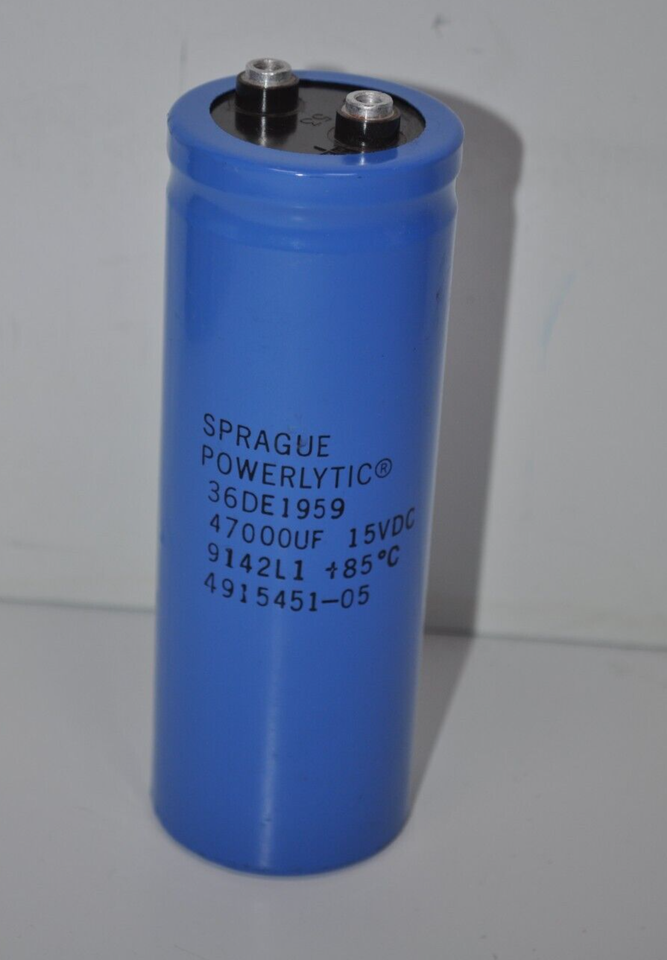 SPRAGUE
POWERLYTIC®
36DE1959
47000UF 15VDC
9142L1 +85°C
4915451-05